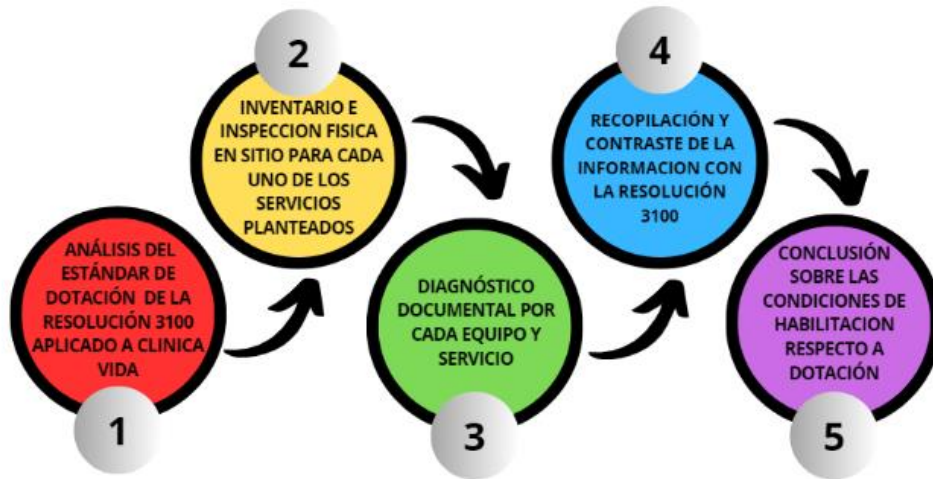 1
ANÁLISIS DEL
ESTÁNDAR DE
DOTACIÓN DE LA
RESOLUCIÓN 3100
APLICADO A CLINICA
VIDA
2
INVENTARIO E
INSPECCION FISICA
EN SITIO PARA CADA
UNO DE LOS
SERVICIOS
PLANTEADOS
3
DIAGNÓSTICO
DOCUMENTAL POR
CADA EQUIPO Y
SERVICIO
4
RECOPILACIÓN Y
CONTRASTE DE LA
INFORMACION CON
LA RESOLUCIÓN
3100
5
CONCLUSIÓN
SOBRE LAS
CONDICIONES DE
HABILITACION
RESPECTO A
DOTACIÓN